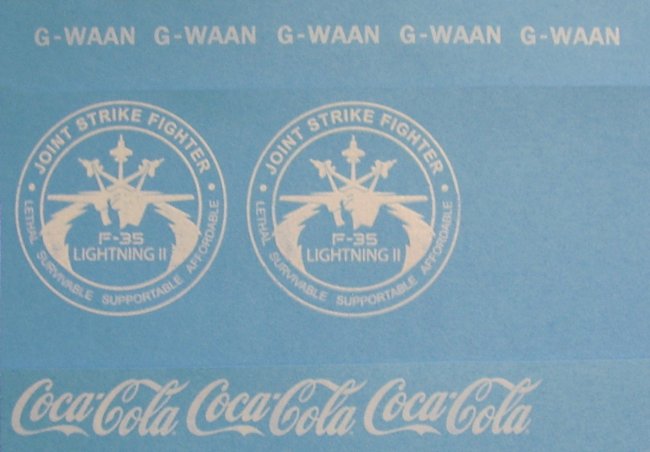 G-WAAN G-WAAN G-WAAN G-WAAN G-WAAN
JOINT STRIKE FIGHTER
F-35
LIGHTNING II
LETHAL SURVIVABLE SUPPORTABLE AFFORDABLE
JOINT STRIKE FIGHTER
F-35
LIGHTNING II
LETHAL SURVIVABLE SUPPORTABLE AFFORDABLE
Coca-Cola Coca-Cola Coca-Cola